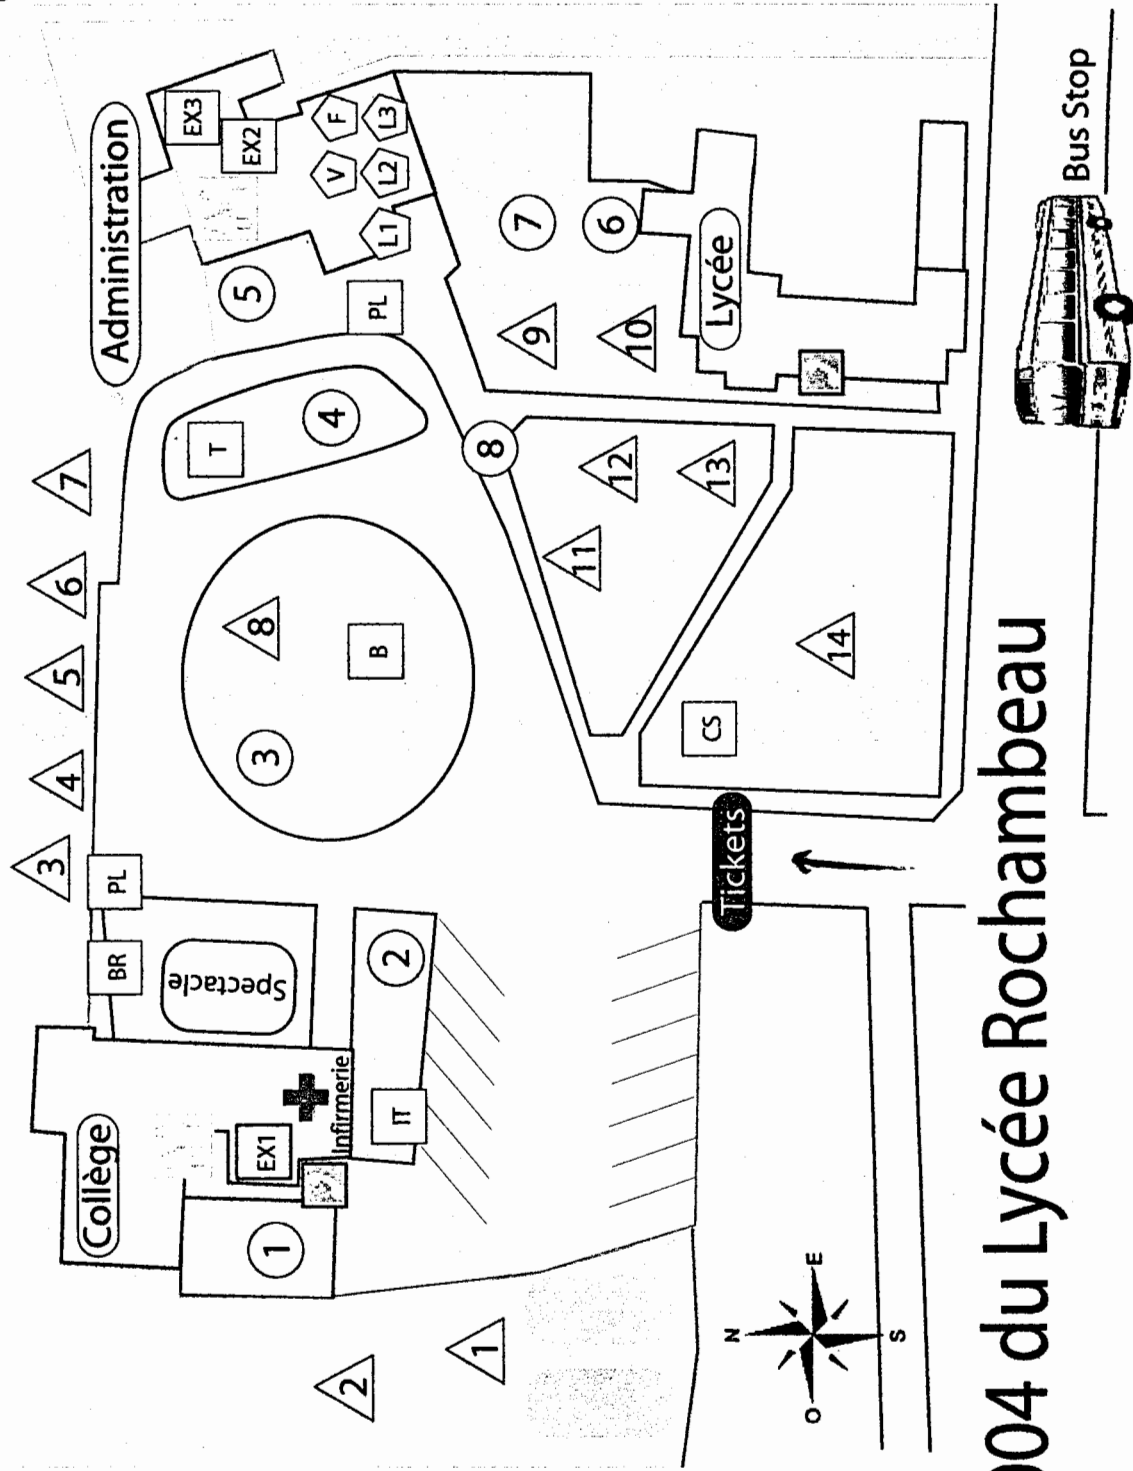 3
4
5
6
7
Collège
BR
PL
Administration
EX3
T
Spectacle
EX2
5
1
EX1
3
8
V
F
Infirmerie
4
2
B
PL
L1
L2
L3
IT
2
1
8
7
9
11
6
12
10
CS
13
Lycée
Tickets
N
O
E
S
14
004 du Lycée Rochambeau
Bus Stop